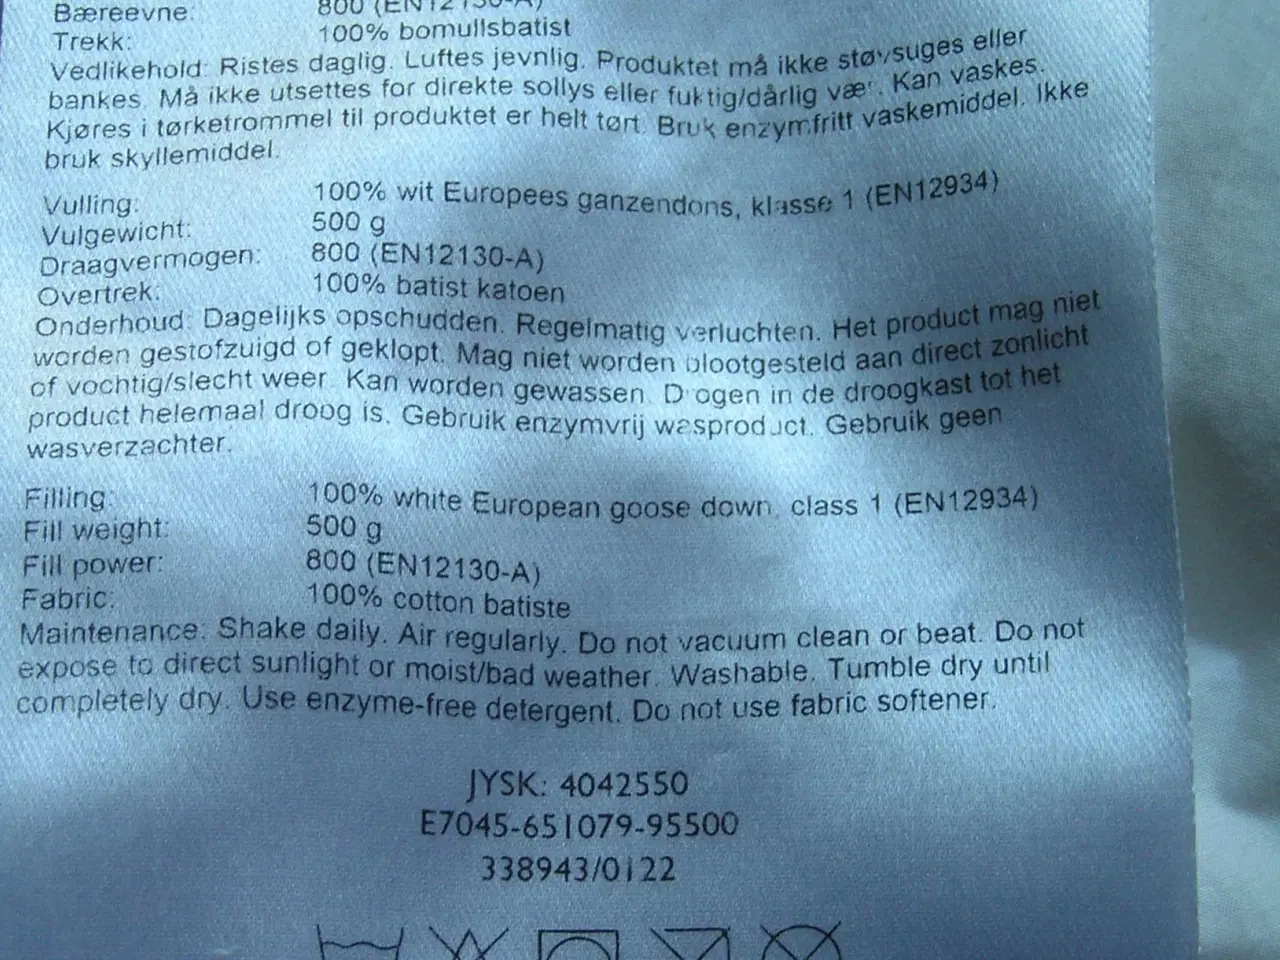 Bæreevne: 800 (EN12130-A)
Trekk: 100% bomullsbatist
Vedlikehold: Ristes daglig. Luftes jevnlig. Produktet må ikke støvsuges eller
bankes. Må ikke utsettes for direkte sollys eller fuktig/dårlig vær. Kan vaskes.
Kjøres i tørketrommel til produktet er helt tørt. Bruk enzymfritt vaskemiddel. Ikke
bruk skyllemiddel.
Vulling: 100% wit Europees ganzendons, klasse 1 (EN12934)
Vulgewicht: 500 g
Draagvermogen: 800 (EN12130-A)
Overtrek: 100% batist katoen
Onderhoud: Dagelijks opschudden. Regelmatig verluchten. Het product mag niet
worden gestofzuigd of geklopt. Mag niet worden blootgesteld aan direct zonlicht
of vochtig/slecht weer. Kan worden gewassen. Drogen in de droogkast tot het
product helemaal droog is. Gebruik enzymvrij wasproduct. Gebruik geen
wasverzachter.
Filling: 100% white European goose down, class 1 (EN12934)
Fill weight: 500 g
Fill power: 800 (EN12130-A)
Fabric: 100% cotton batiste
Maintenance: Shake daily. Air regularly. Do not vacuum clean or beat. Do not
expose to direct sunlight or moist/bad weather. Washable. Tumble dry until
completely dry. Use enzyme-free detergent. Do not use fabric softener.
JYSK: 4042550
E7045-651079-95500
338943/0122